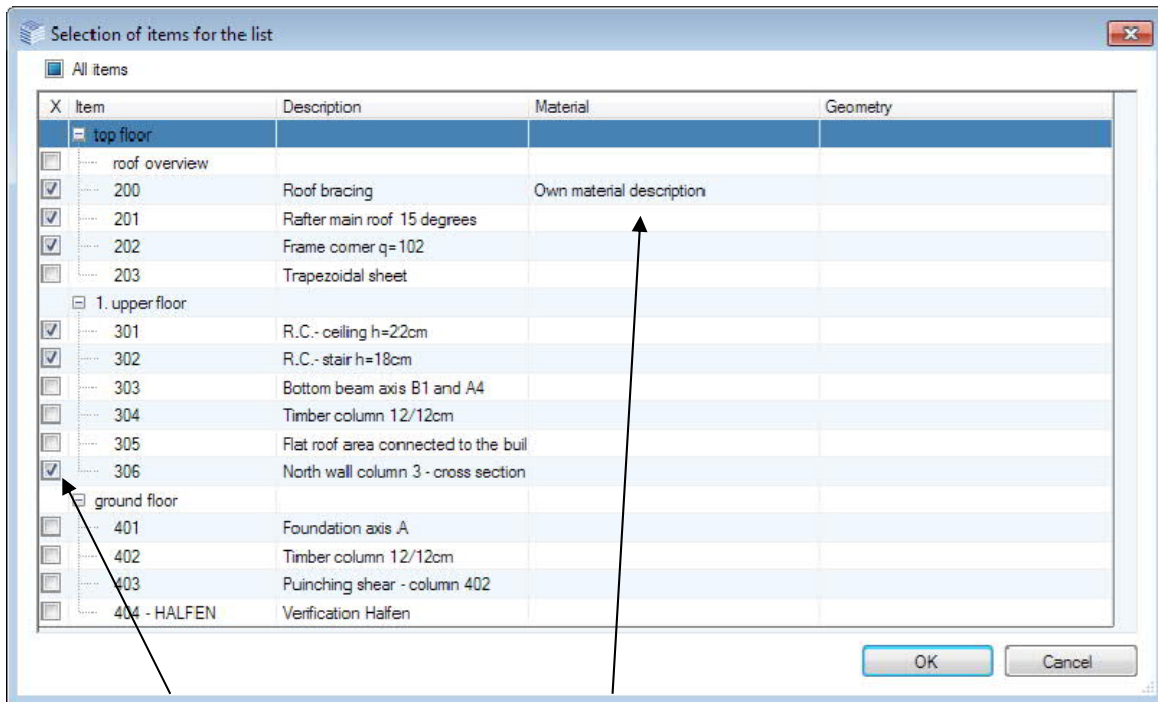 Selection of items for the list
All items
X Item Description Material Geometry
top floor
roof overview
200 Roof bracing Own material description
201 Rafter main roof 15 degrees
202 Frame corner q=102
203 Trapezoidal sheet
1. upper floor
301 R.C.- ceiling h=22cm
302 R.C.- stair h=18cm
303 Bottom beam axis B1 and A4
304 Timber column 12/12cm
305 Flat roof area connected to the buil
306 North wall column 3 - cross section
ground floor
401 Foundation axis A
402 Timber column 12/12cm
403 Puinching shear - column 402
404 - HALFEN Verification Halfen
OK Cancel